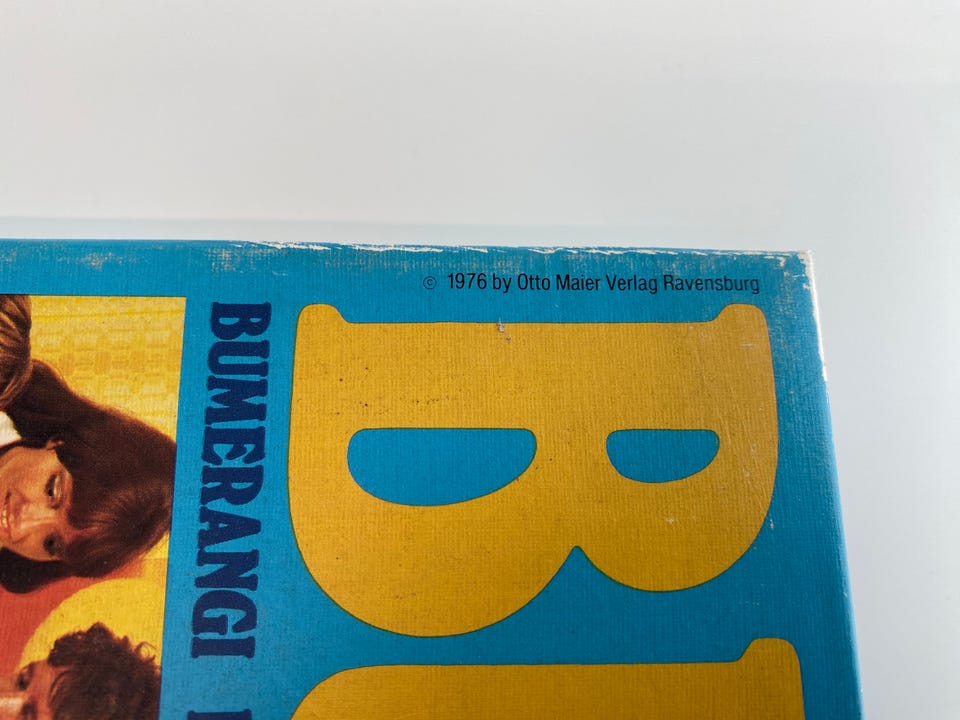 © 1976 by Otto Maier Verlag Ravensburg
B
BUMERANGI